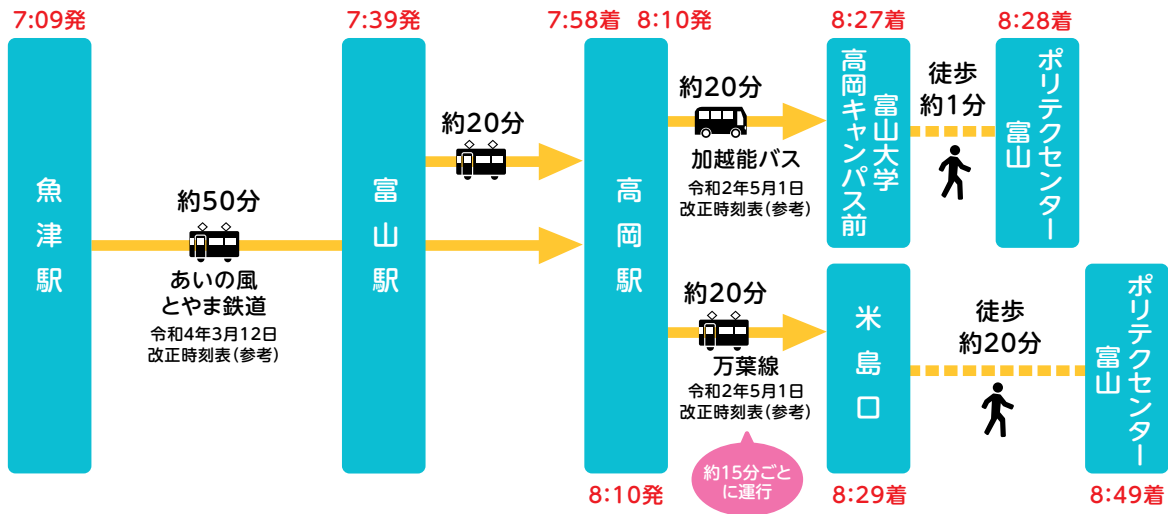 7:09発
7:39発
7:58着
8:10発
8:27着
8:28着
魚津駅
約50分
あいの風
とやま鉄道
令和4年3月12日
改正時刻表(参考)
富山駅
約20分
高岡駅
約20分
加越能バス
令和2年5月1日
改正時刻表(参考)
富山大学
高岡キャンパス前
徒歩
約1分
ポリテクセンター
富山
約20分
万葉線
令和2年5月1日
改正時刻表(参考)
約15分ごと
に運行
米島口
徒歩
約20分
ポリテクセンター
富山
8:10発
8:29着
8:49着